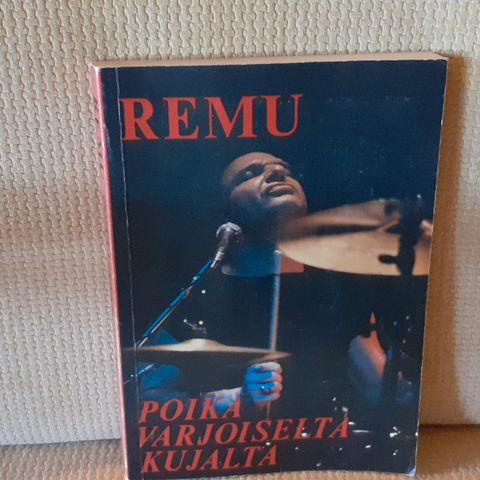 REMU
POIKA
VARJOISELTA
KUJALTA